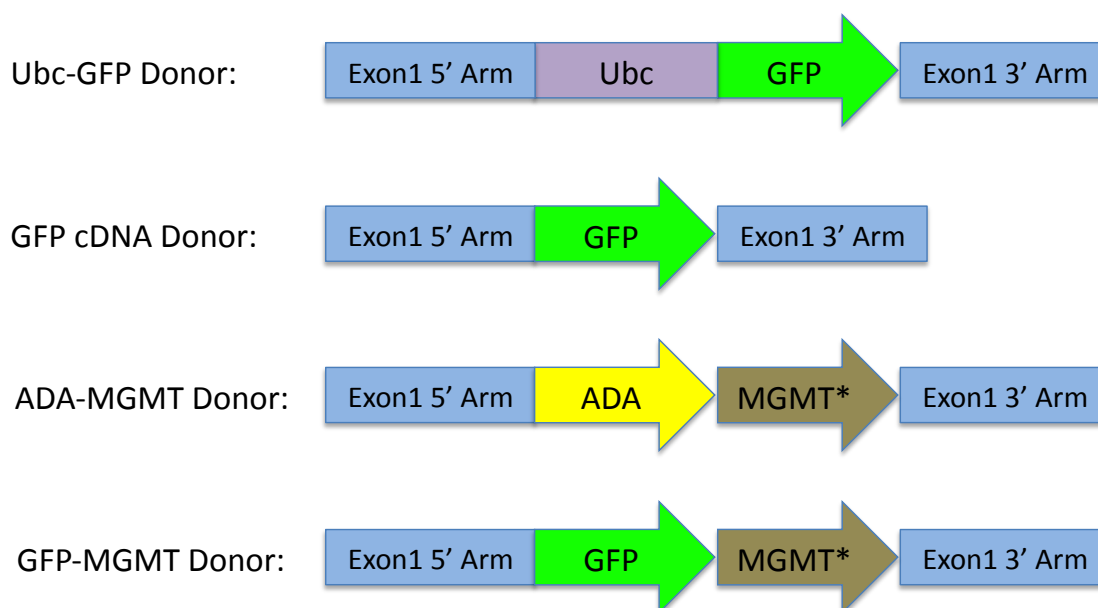 Ubc-GFP Donor: Exon1 5’ Arm Ubc GFP Exon1 3’ Arm
GFP cDNA Donor: Exon1 5’ Arm GFP Exon1 3’ Arm
ADA-MGMT Donor: Exon1 5’ Arm ADA MGMT* Exon1 3’ Arm
GFP-MGMT Donor: Exon1 5’ Arm GFP MGMT* Exon1 3’ Arm